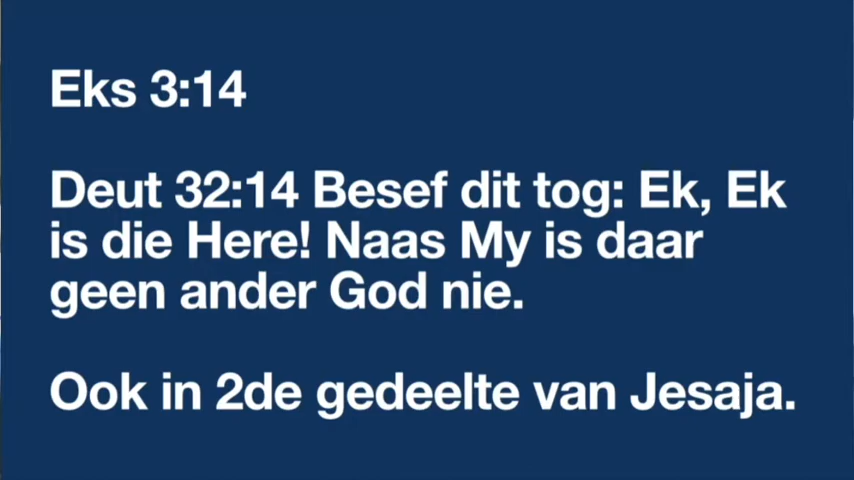 Eks 3:14
Deut 32:14 Besef dit tog: Ek, Ek
is die Here! Naas My is daar
geen ander God nie.
Ook in 2de gedeelte van Jesaja.